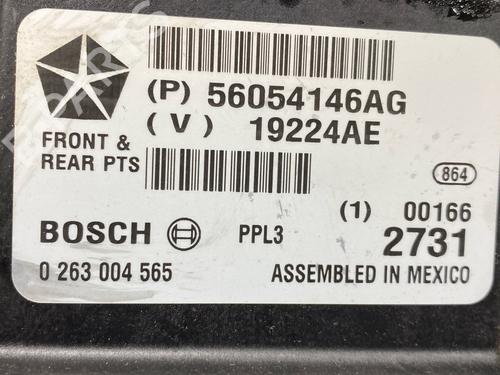 (P) 56054146AG
(V) 19224AE
FRONT &
REAR PTS
864
(1) 00166
BOSCH PPL3 2731
0 263 004 565 ASSEMBLED IN MEXICO